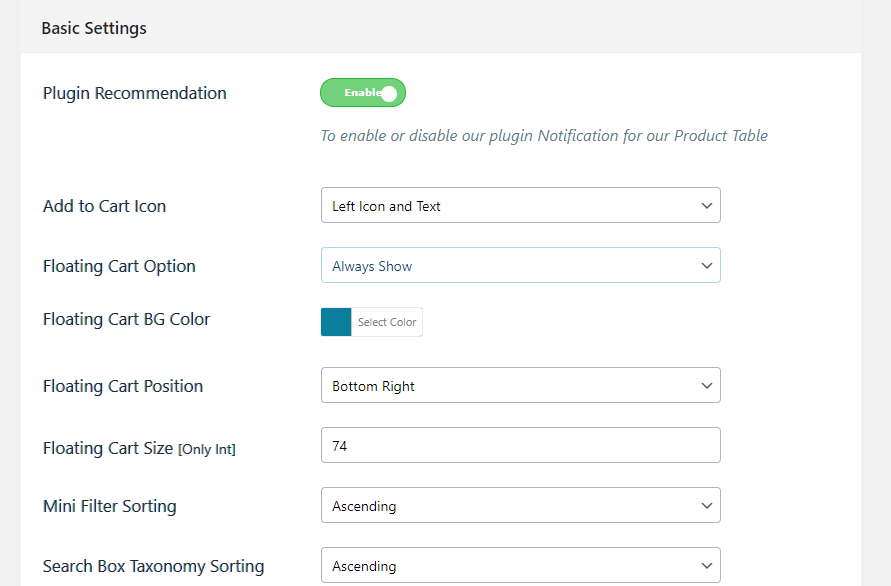 Basic Settings
Plugin Recommendation
Enable
To enable or disable our plugin Notification for our Product Table
Add to Cart Icon
Left Icon and Text
Floating Cart Option
Always Show
Floating Cart BG Color
Select Color
Floating Cart Position
Bottom Right
Floating Cart Size [Only Int]
74
Mini Filter Sorting
Ascending
Search Box Taxonomy Sorting
Ascending